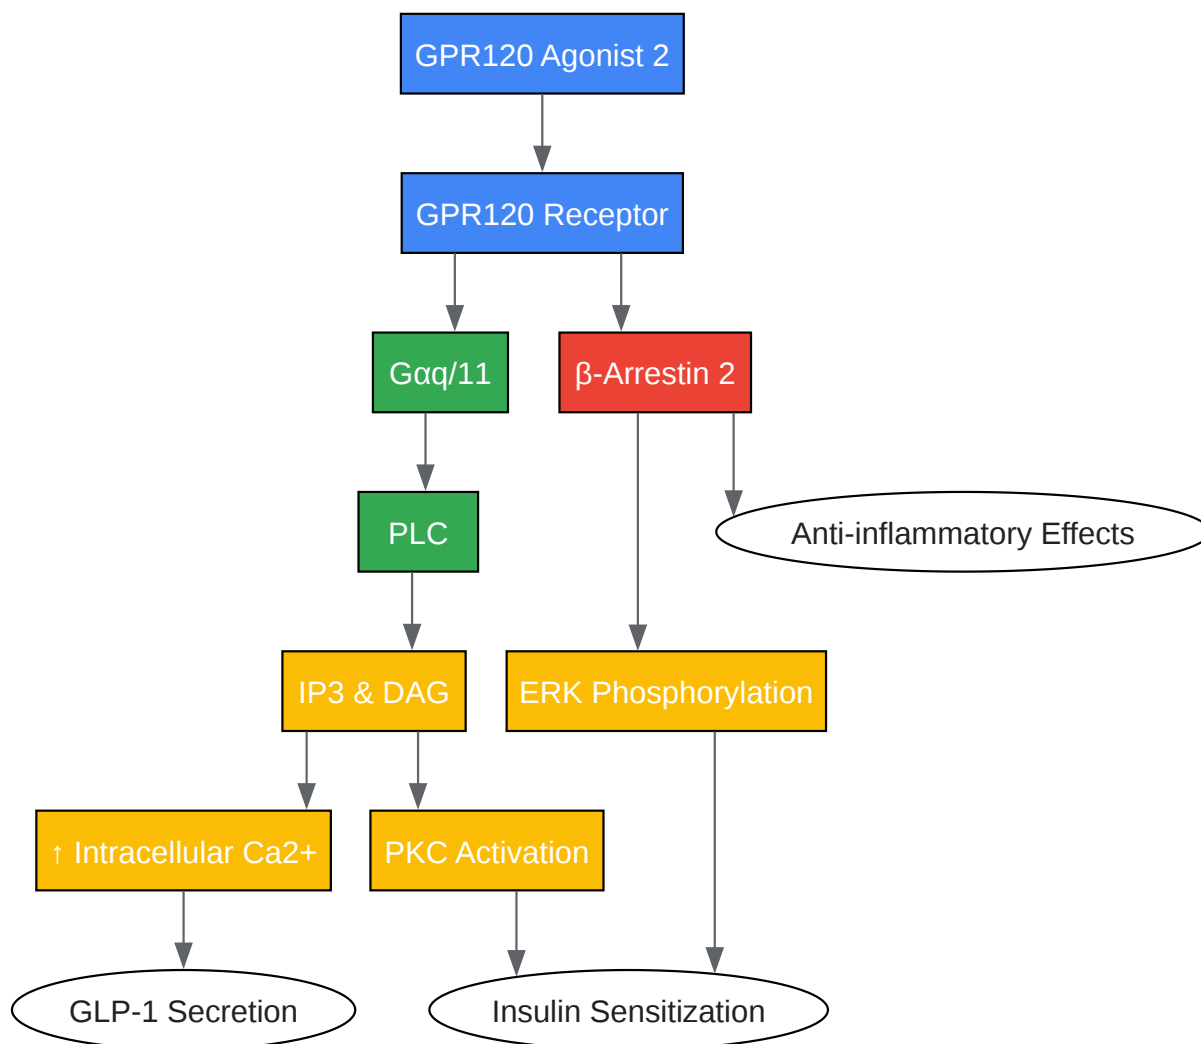 GPR120 Agonist 2
GPR120 Receptor
Gαq/11
β-Arrestin 2
PLC
Anti-inflammatory Effects
IP3 & DAG
ERK Phosphorylation
↑ Intracellular Ca2+
PKC Activation
GLP-1 Secretion
Insulin Sensitization